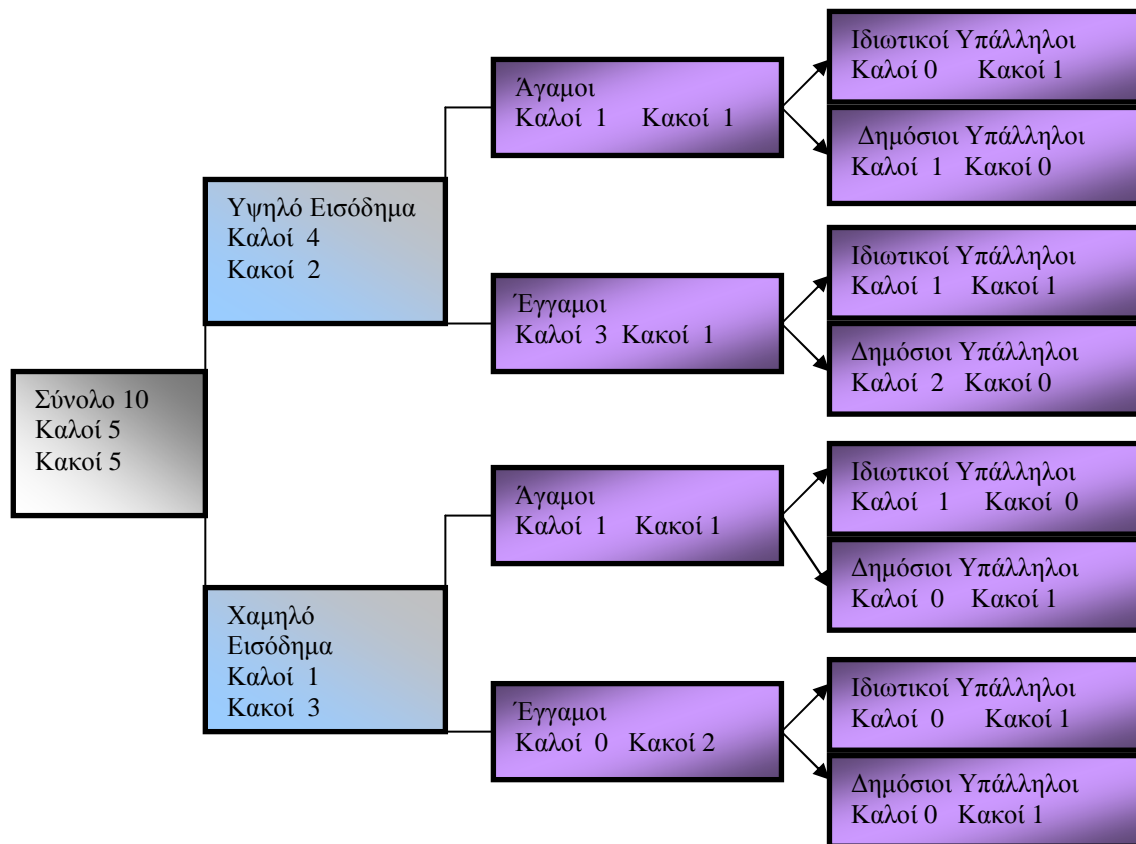 Σύνολο 10
Καλοί 5
Κακοί 5
Υψηλό Εισόδημα
Καλοί 4
Κακοί 2
Χαμηλό
Εισόδημα
Καλοί 1
Κακοί 3
Άγαμοι
Καλοί 1 Κακοί 1
Έγγαμοι
Καλοί 3 Κακοί 1
Άγαμοι
Καλοί 1 Κακοί 1
Έγγαμοι
Καλοί 0 Κακοί 2
Ιδιωτικοί Υπάλληλοι
Καλοί 0 Κακοί 1
Δημόσιοι Υπάλληλοι
Καλοί 1 Κακοί 0
Ιδιωτικοί Υπάλληλοι
Καλοί 1 Κακοί 1
Δημόσιοι Υπάλληλοι
Καλοί 2 Κακοί 0
Ιδιωτικοί Υπάλληλοι
Καλοί 1 Κακοί 0
Δημόσιοι Υπάλληλοι
Καλοί 0 Κακοί 1
Ιδιωτικοί Υπάλληλοι
Καλοί 0 Κακοί 1
Δημόσιοι Υπάλληλοι
Καλοί 0 Κακοί 1